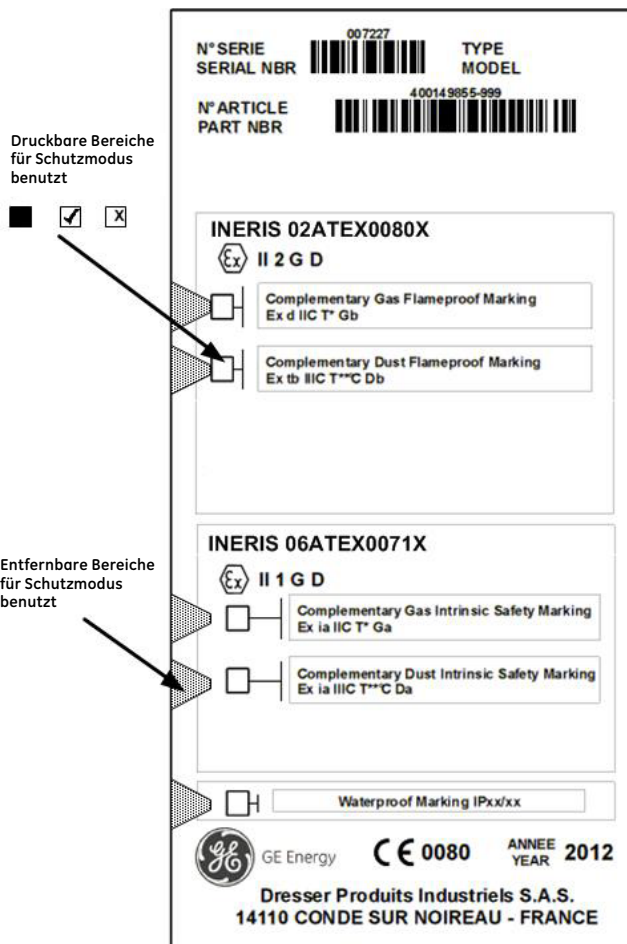 N° SERIE
SERIAL NBR
007227
TYPE
MODEL
N° ARTICLE
PART NBR
400149855-999
Druckbare Bereiche
für Schutzmodus
benutzt
X
INERIS 02ATEX0080X
Ex II 2 G D
Complementary Gas Flameproof Marking
Ex d IIC T* Gb
Complementary Dust Flameproof Marking
Ex tb IIIC T**°C Db
Entfernbare Bereiche
für Schutzmodus
benutzt
INERIS 06ATEX0071X
Ex II 1 G D
Complementary Gas Intrinsic Safety Marking
Ex ia IIC T* Ga
Complementary Dust Intrinsic Safety Marking
Ex ia IIIC T**°C Da
Waterproof Marking IPxx/xx
GE Energy
CE 0080
ANNEE
YEAR
2012
Dresser Produits Industriels S.A.S.
14110 CONDE SUR NOIREAU - FRANCE